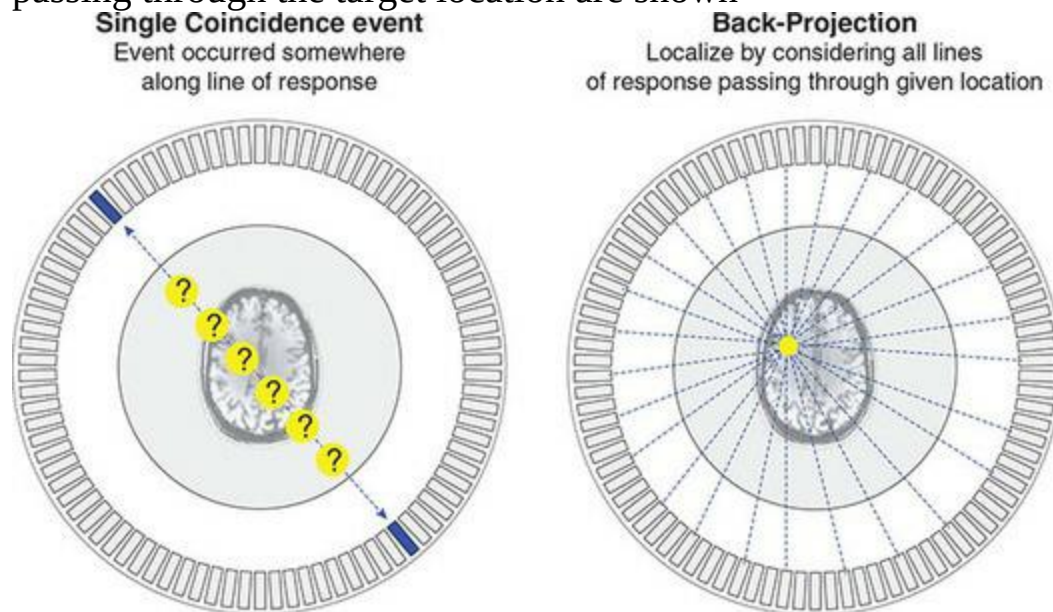 passing through the target location are shown
Single Coincidence event
Event occurred somewhere
along line of response
Back-Projection
Localize by considering all lines
of response passing through given location
?
?
?
?
?
?